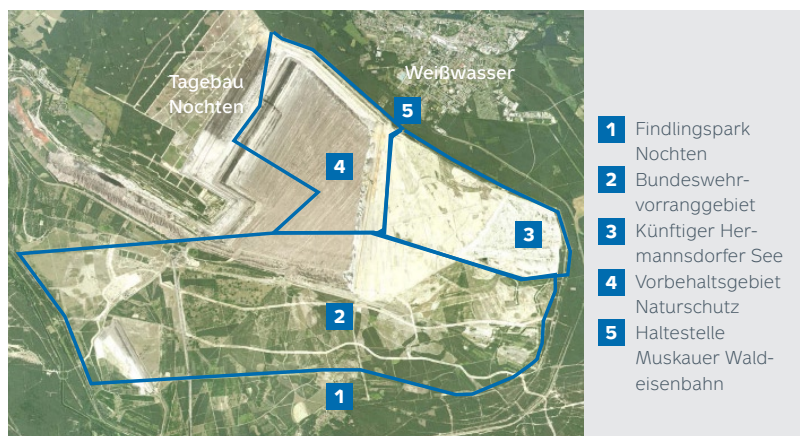 Tagebau
Nochten
Weißwasser
5
4
3
2
1
1 Findlingspark
Nochten
2 Bundeswehr-
vorranggebiet
3 Künftiger Her-
mannsdorfer See
4 Vorbehaltsgebiet
Naturschutz
5 Haltestelle
Muskauer Wald-
eisenbahn